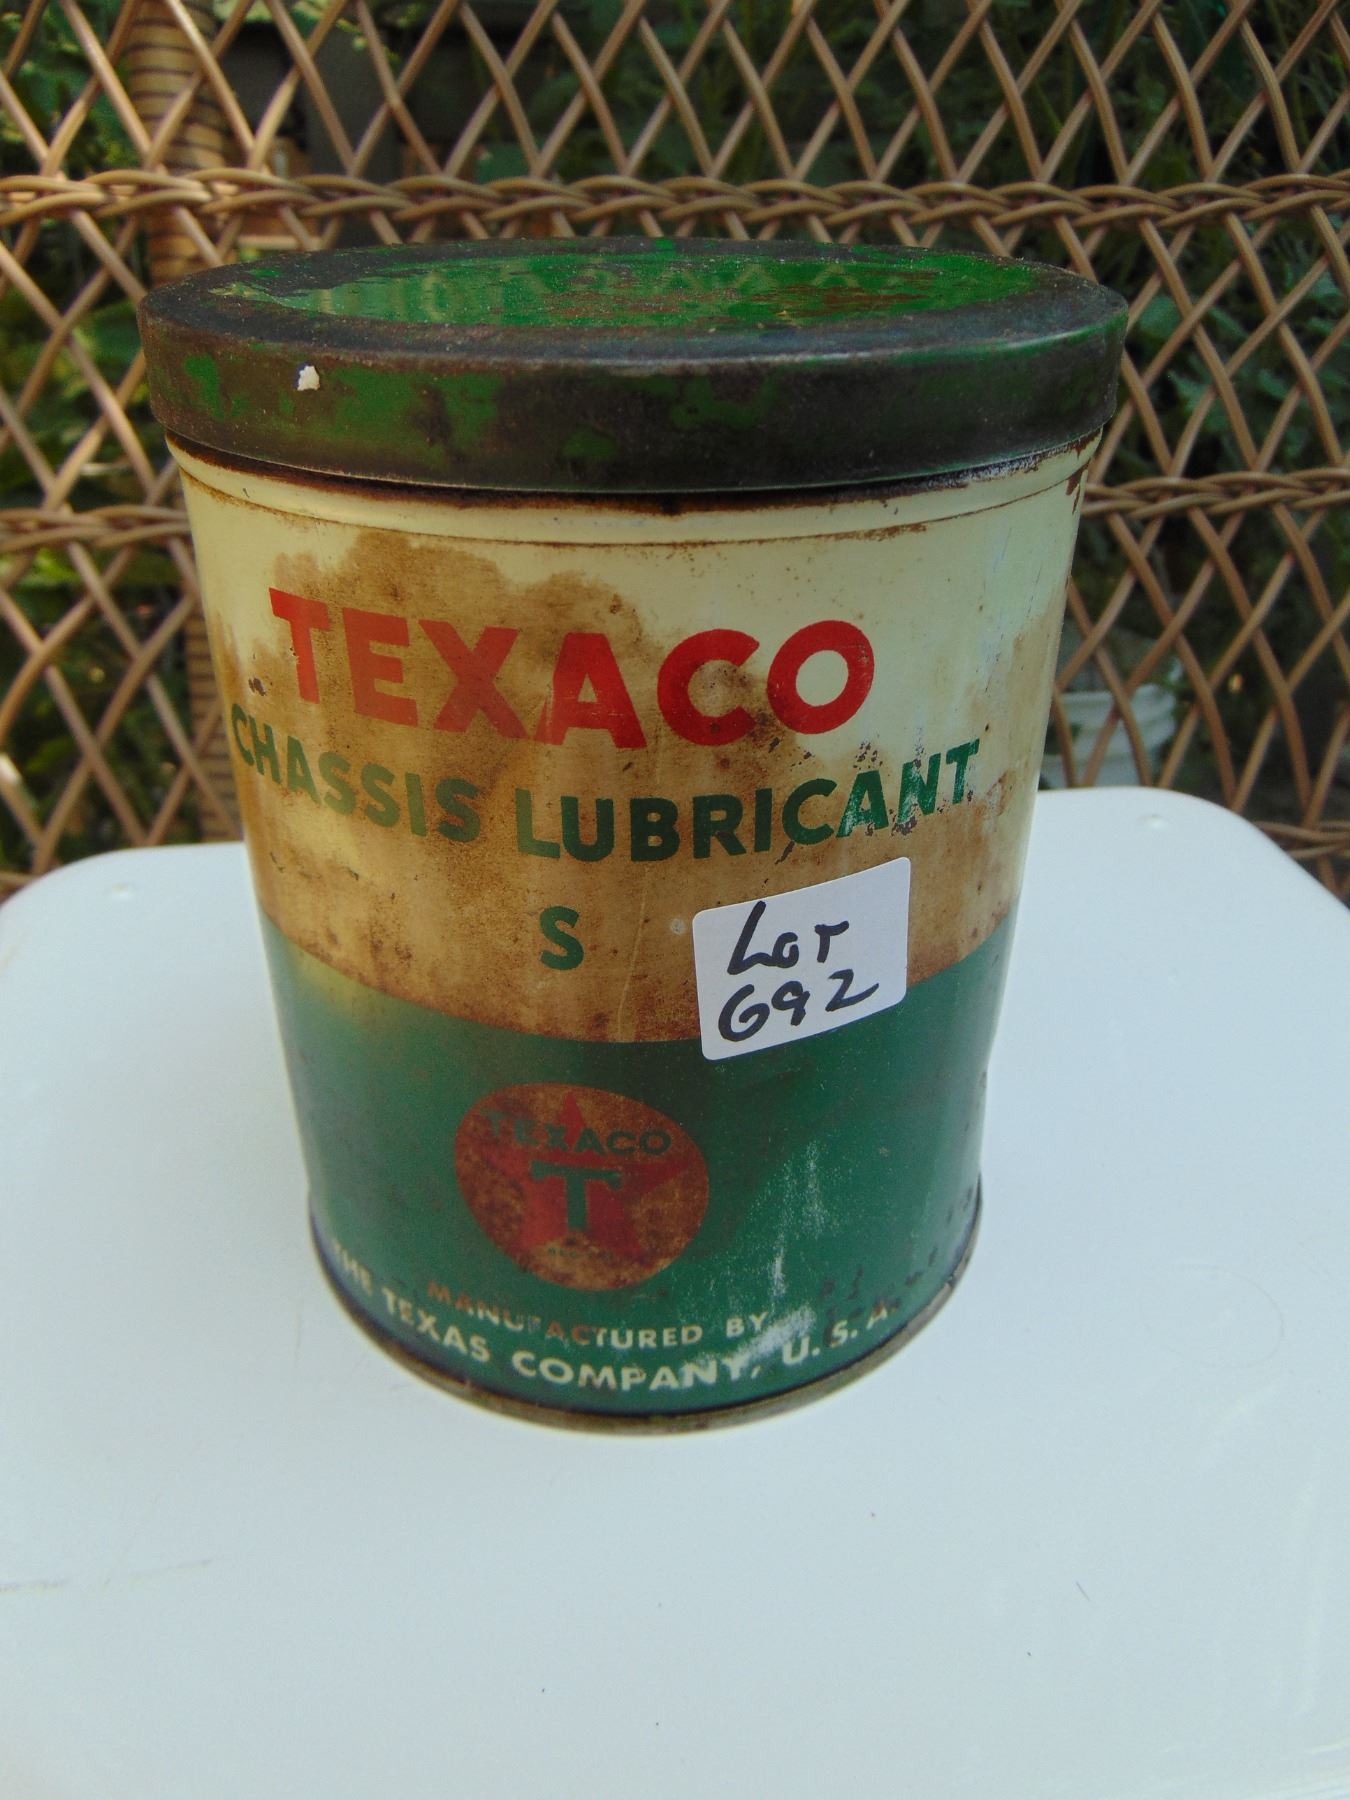 TEXACO
CHASSIS LUBRICANT
S
Lot
692
TEXACO
T
MANUFACTURED BY
THE TEXAS COMPANY, U.S.A.